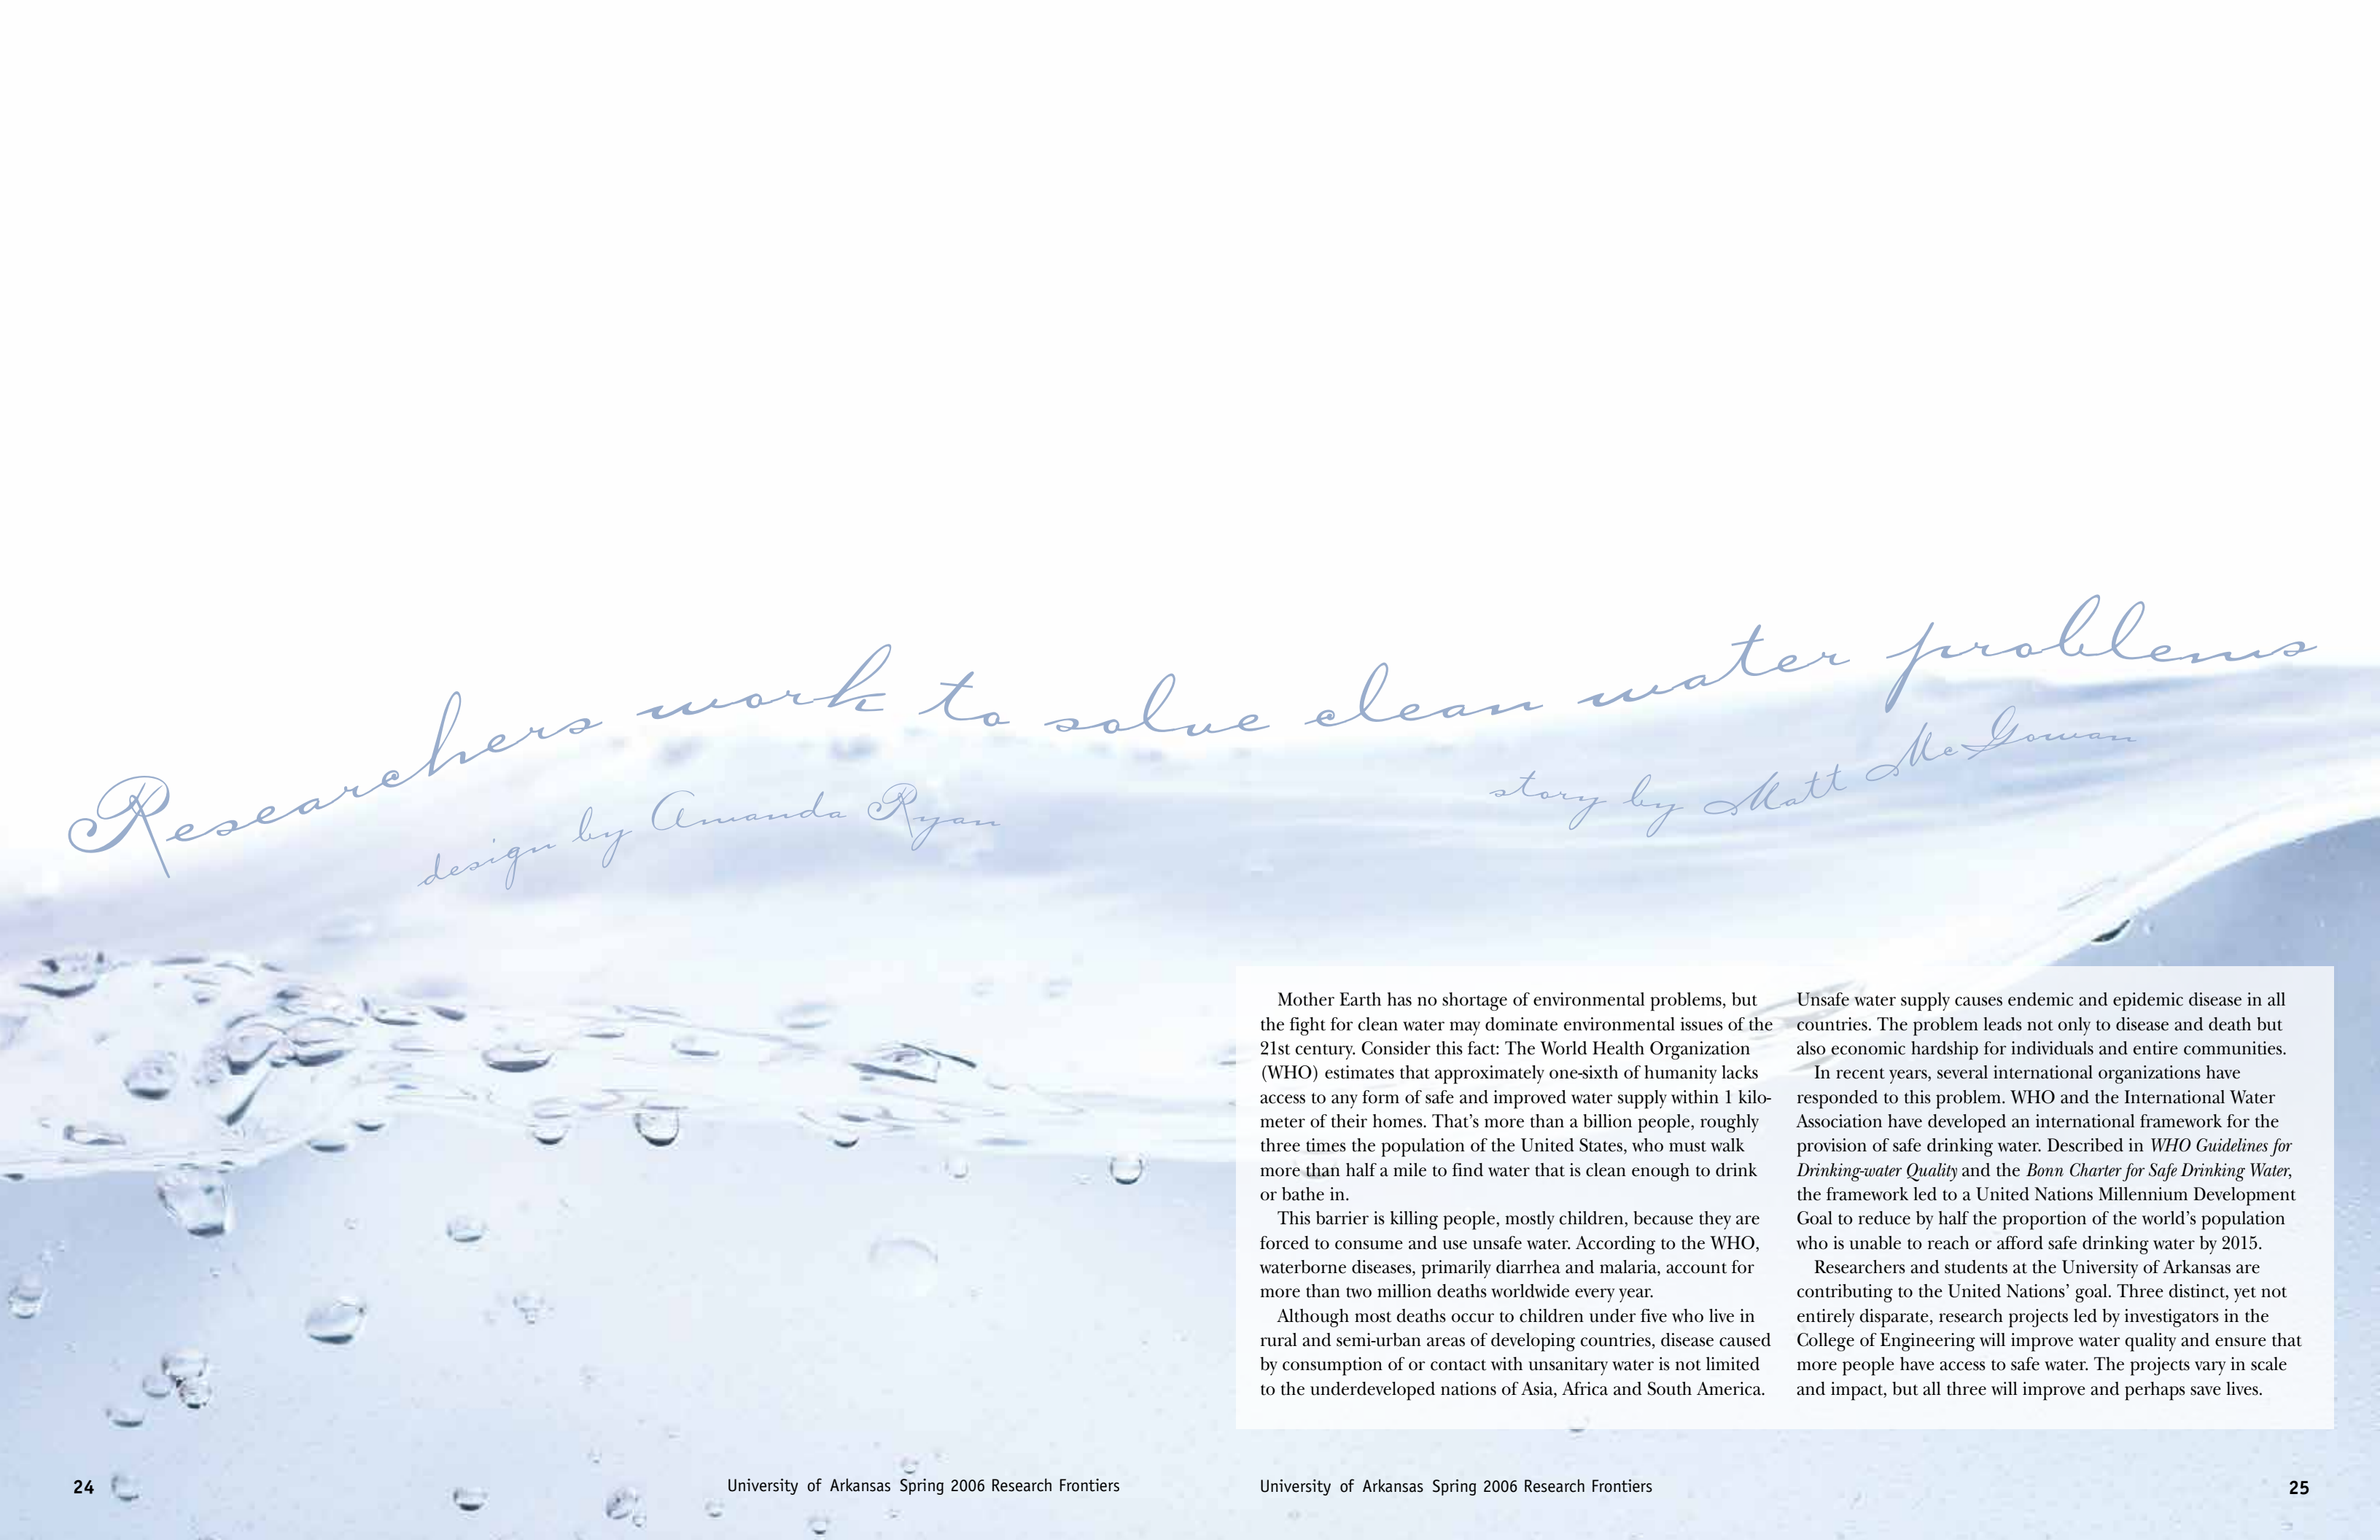 Researchers work to solve clean water problems
design by Amanda Ryan
story by Matt McGowan
Mother Earth has no shortage of environmental problems, but
the fight for clean water may dominate environmental issues of the
21st century. Consider this fact: The World Health Organization
(WHO) estimates that approximately one-sixth of humanity lacks
access to any form of safe and improved water supply within 1 kilo-
meter of their homes. That’s more than a billion people, roughly
three times the population of the United States, who must walk
more than half a mile to find water that is clean enough to drink
or bathe in.
This barrier is killing people, mostly children, because they are
forced to consume and use unsafe water. According to the WHO,
waterborne diseases, primarily diarrhea and malaria, account for
more than two million deaths worldwide every year.
Although most deaths occur to children under five who live in
rural and semi-urban areas of developing countries, disease caused
by consumption of or contact with unsanitary water is not limited
to the underdeveloped nations of Asia, Africa and South America.
Unsafe water supply causes endemic and epidemic disease in all
countries. The problem leads not only to disease and death but
also economic hardship for individuals and entire communities.
In recent years, several international organizations have
responded to this problem. WHO and the International Water
Association have developed an international framework for the
provision of safe drinking water. Described in WHO Guidelines for
Drinking-water Quality and the Bonn Charter for Safe Drinking Water,
the framework led to a United Nations Millennium Development
Goal to reduce by half the proportion of the world’s population
who is unable to reach or afford safe drinking water by 2015.
Researchers and students at the University of Arkansas are
contributing to the United Nations’ goal. Three distinct, yet not
entirely disparate, research projects led by investigators in the
College of Engineering will improve water quality and ensure that
more people have access to safe water. The projects vary in scale
and impact, but all three will improve and perhaps save lives.
24
University of Arkansas Spring 2006 Research Frontiers
University of Arkansas Spring 2006 Research Frontiers
25